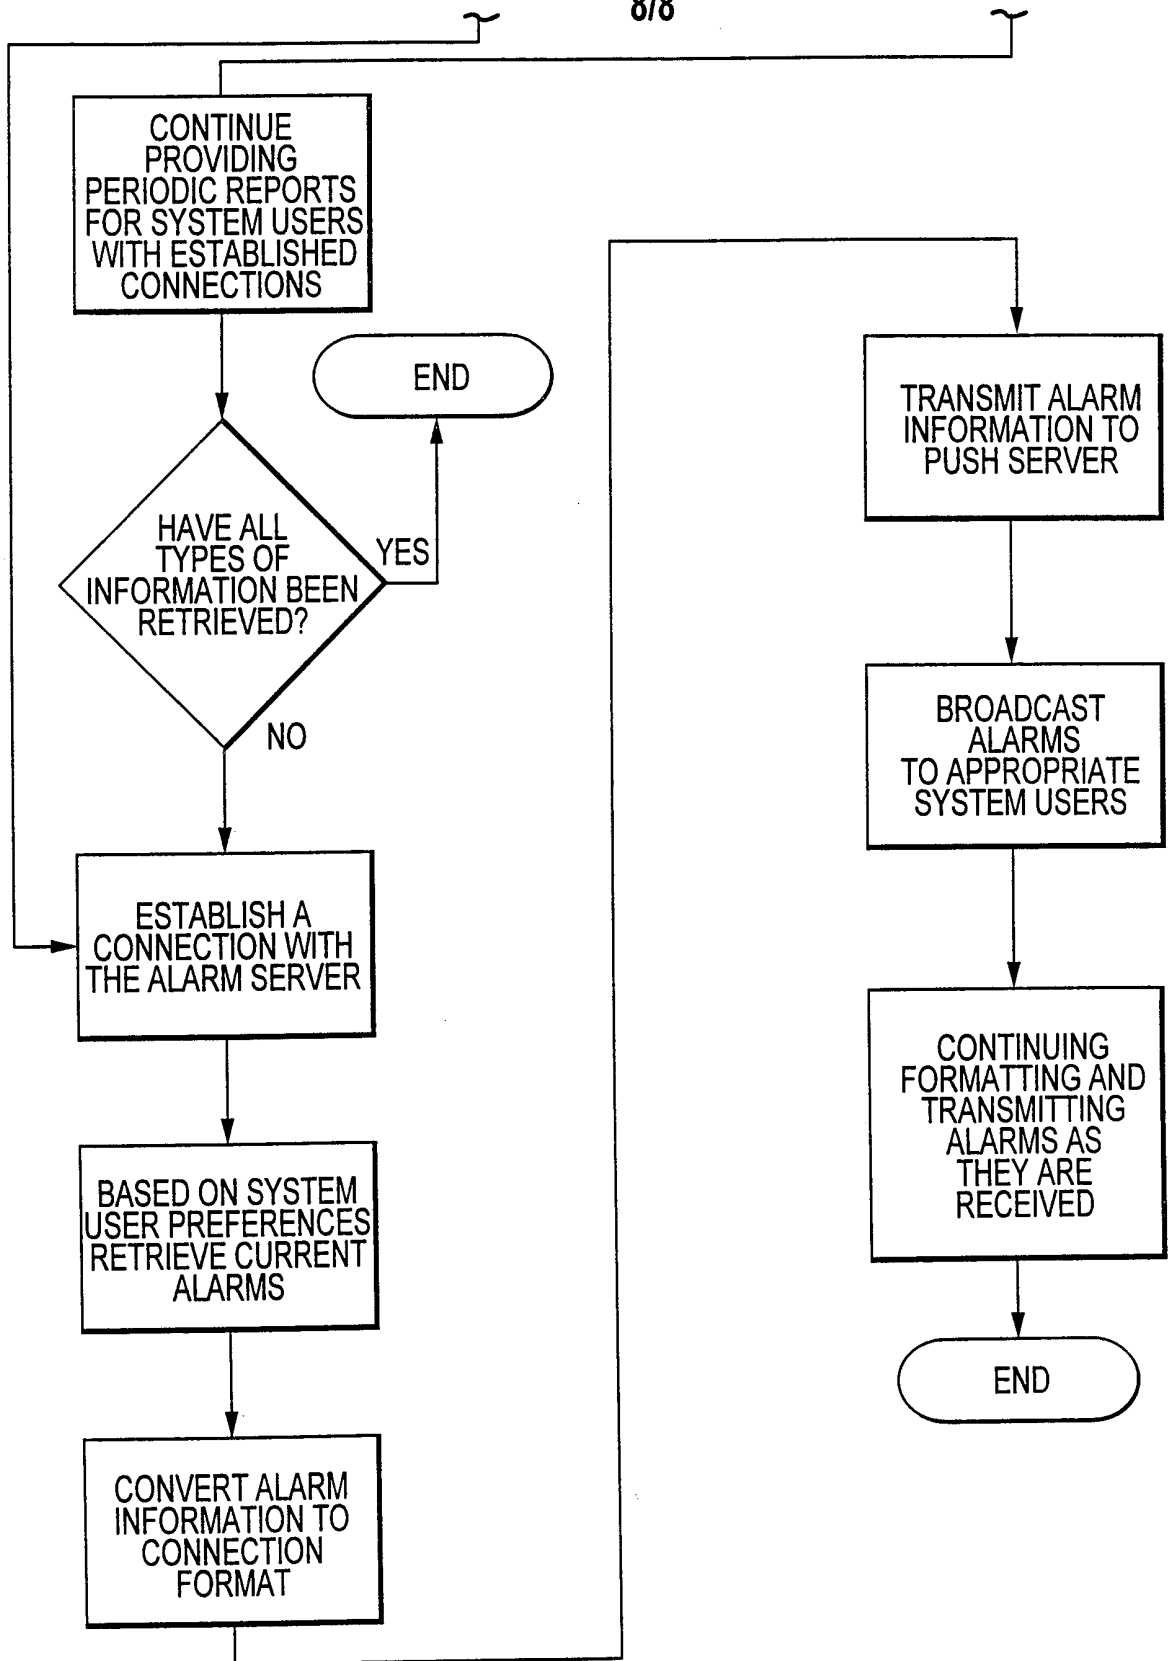 8/8
CONTINUE
PROVIDING
PERIODIC REPORTS
FOR SYSTEM USERS
WITH ESTABLISHED
CONNECTIONS
END
HAVE ALL
TYPES OF
INFORMATION BEEN
RETRIEVED?
YES
NO
ESTABLISH A
CONNECTION WITH
THE ALARM SERVER
BASED ON SYSTEM
USER PREFERENCES
RETRIEVE CURRENT
ALARMS
CONVERT ALARM
INFORMATION TO
CONNECTION
FORMAT
TRANSMIT ALARM
INFORMATION TO
PUSH SERVER
BROADCAST
ALARMS
TO APPROPRIATE
SYSTEM USERS
CONTINUING
FORMATTING AND
TRANSMITTING
ALARMS AS
THEY ARE
RECEIVED
END